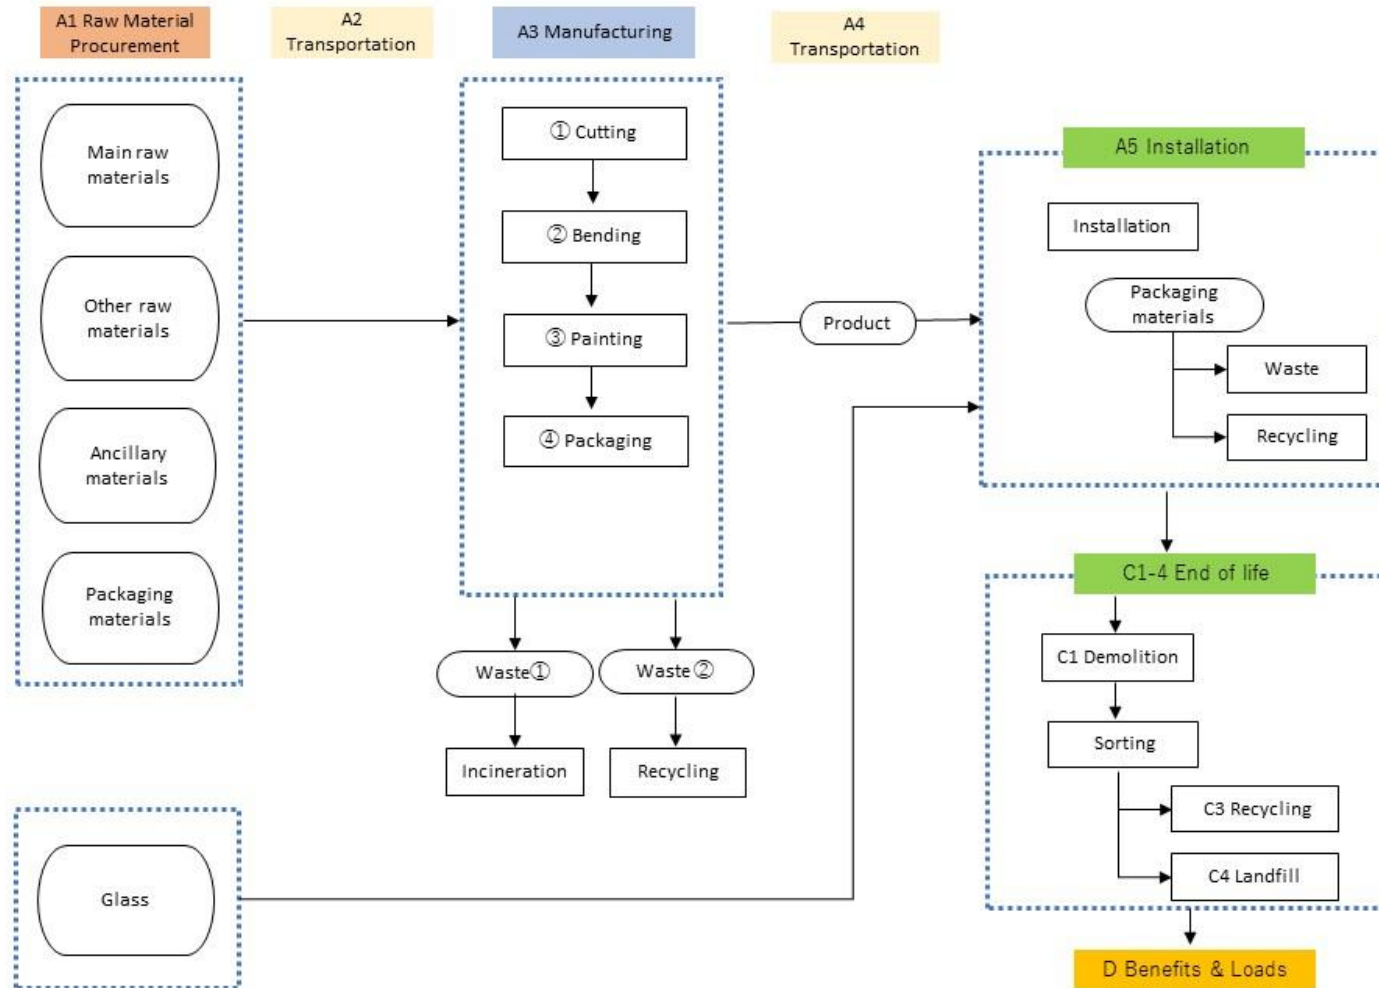 A1 Raw Material
Procurement
A2
Transportation
A3 Manufacturing
A4
Transportation
Main raw
materials
Other raw
materials
Ancillary
materials
Packaging
materials
Glass
① Cutting
② Bending
③ Painting
④ Packaging
Waste①
Waste ②
Incineration
Recycling
Product
A5 Installation
Installation
Packaging
materials
Waste
Recycling
C1-4 End of life
C1 Demolition
Sorting
C3 Recycling
C4 Landfill
D Benefits & Loads